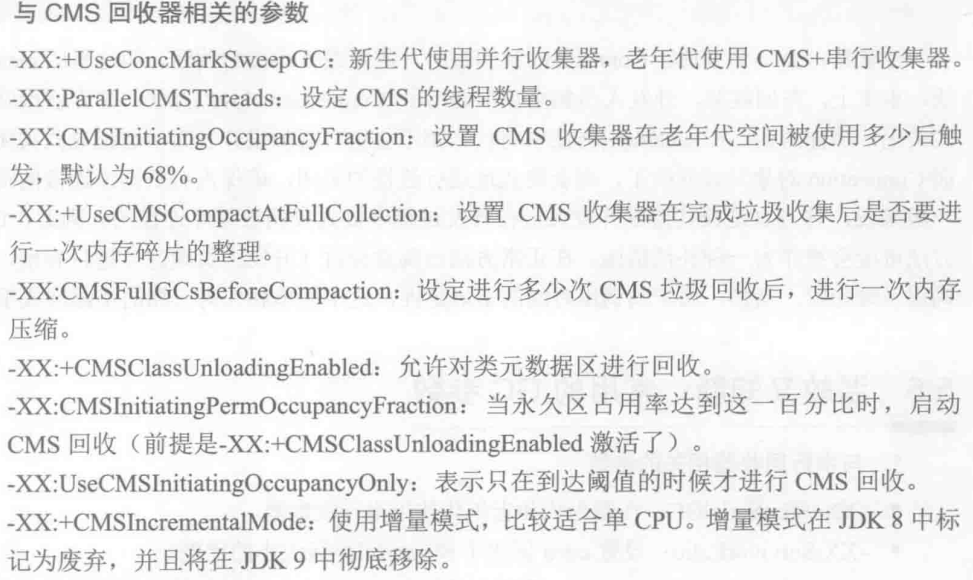 与 CMS 回收器相关的参数
-XX:+UseConcMarkSweepGC：新生代使用并行收集器，老年代使用 CMS+串行收集器。
-XX:ParallelCMSThreads：设定 CMS 的线程数量。
-XX:CMSInitiatingOccupancyFraction：设置 CMS 收集器在老年代空间被使用多少后触
发，默认为 68%。
-XX:+UseCMSCompactAtFullCollection：设置 CMS 收集器在完成垃圾收集后是否要进
行一次内存碎片的整理。
-XX:CMSFullGCsBeforeCompaction：设定进行多少次 CMS 垃圾回收后，进行一次内存
压缩。
-XX:+CMSClassUnloadingEnabled：允许对类元数据区进行回收。
-XX:CMSInitiatingPermOccupancyFraction：当永久区占用率达到这一百分比时，启动
CMS 回收（前提是-XX:+CMSClassUnloadingEnabled 激活了）。
-XX:UseCMSInitiatingOccupancyOnly：表示只在到达阈值的时候才进行 CMS 回收。
-XX:+CMSIncrementalMode：使用增量模式，比较适合单 CPU。增量模式在 JDK 8 中标
记为废弃，并且将在 JDK 9 中彻底移除。